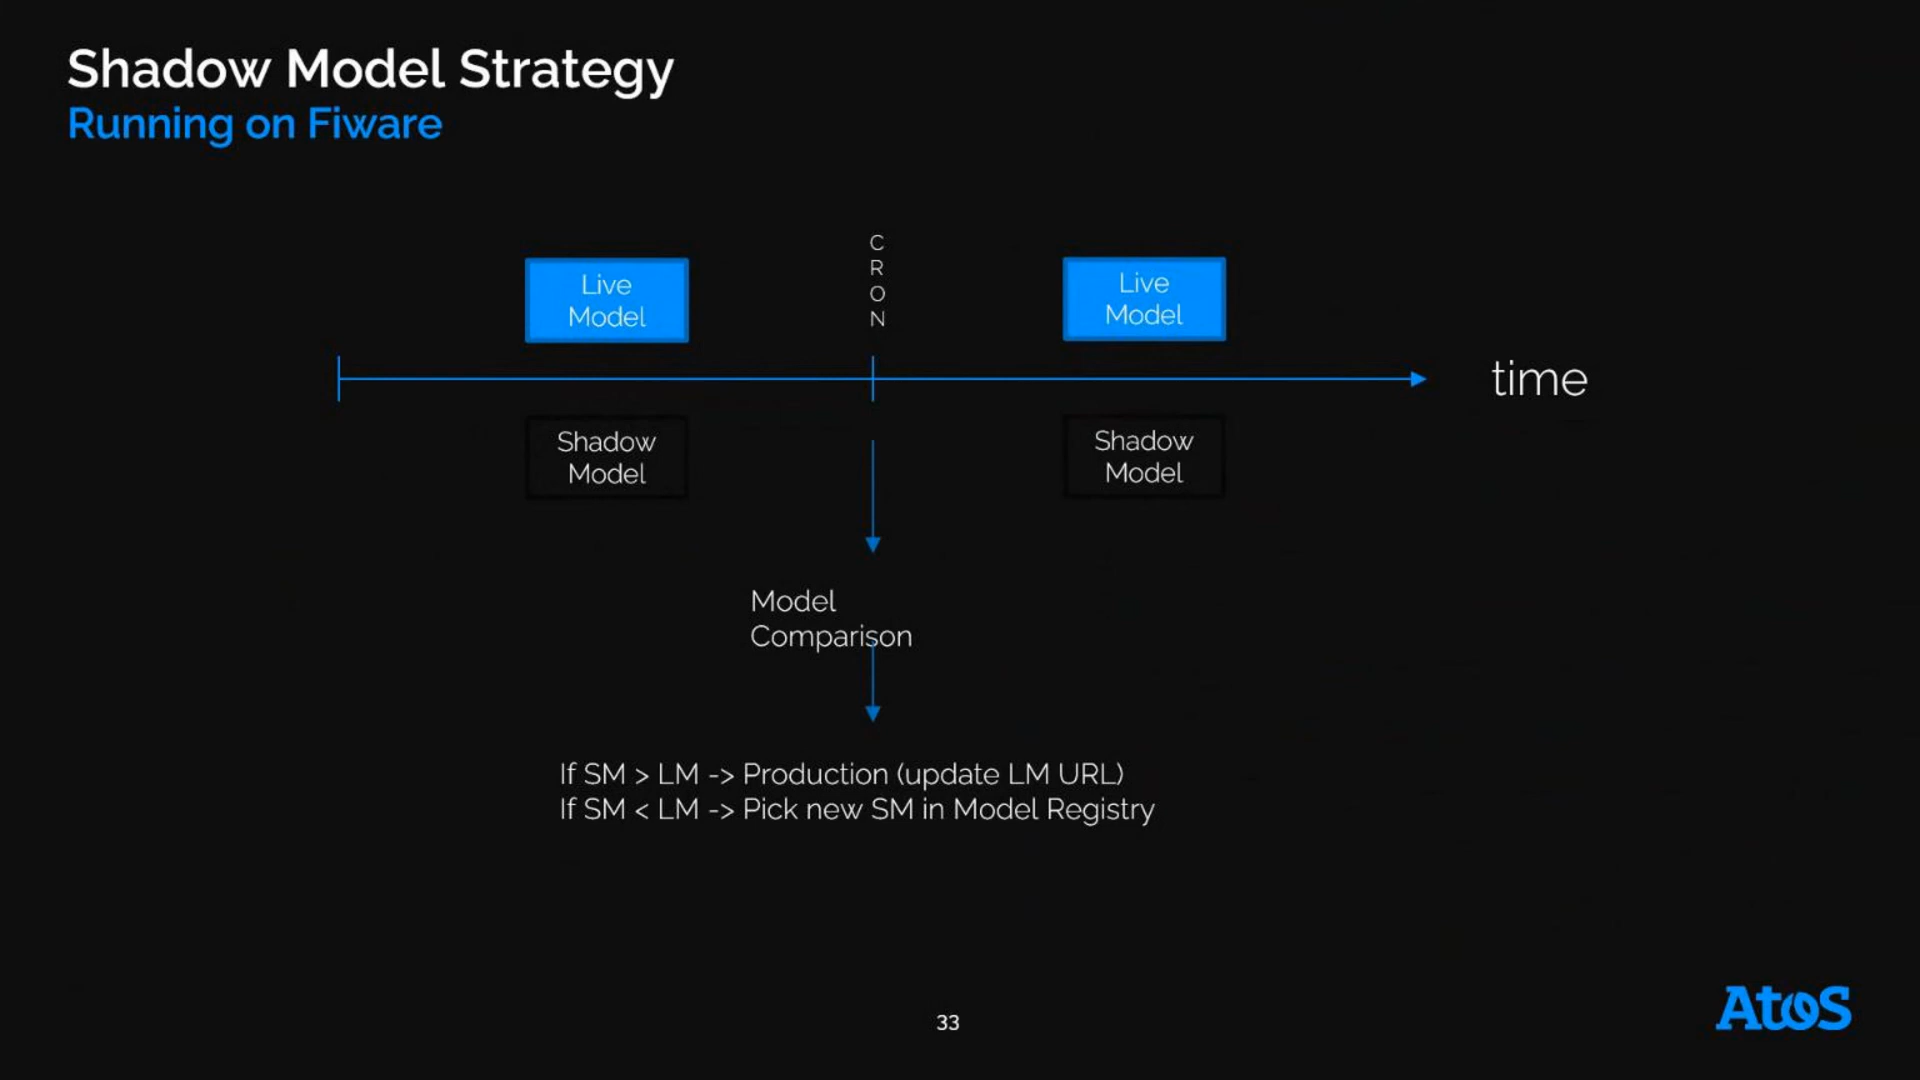 Shadow Model Strategy
Running on Fiware
C
R
O
N
Live
Model
Live
Model
time
Shadow
Model
Shadow
Model
Model
Comparison
If SM > LM -> Production (update LM URL)
If SM < LM -> Pick new SM in Model Registry
33
Atos